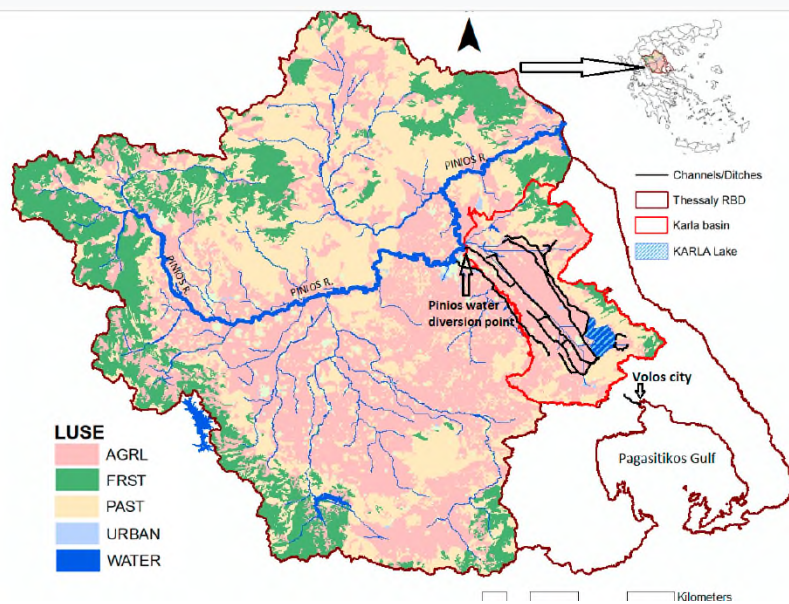 PINIOS R.
Channels/Ditches
Thessaly RBD
Karla basin
KARLA Lake
PINIOS R.
PINIOS R.
Pinios water
diversion point
Volos city
Pagasitikos Gulf
LUSE
AGRL
FRST
PAST
URBAN
WATER
Kilometers